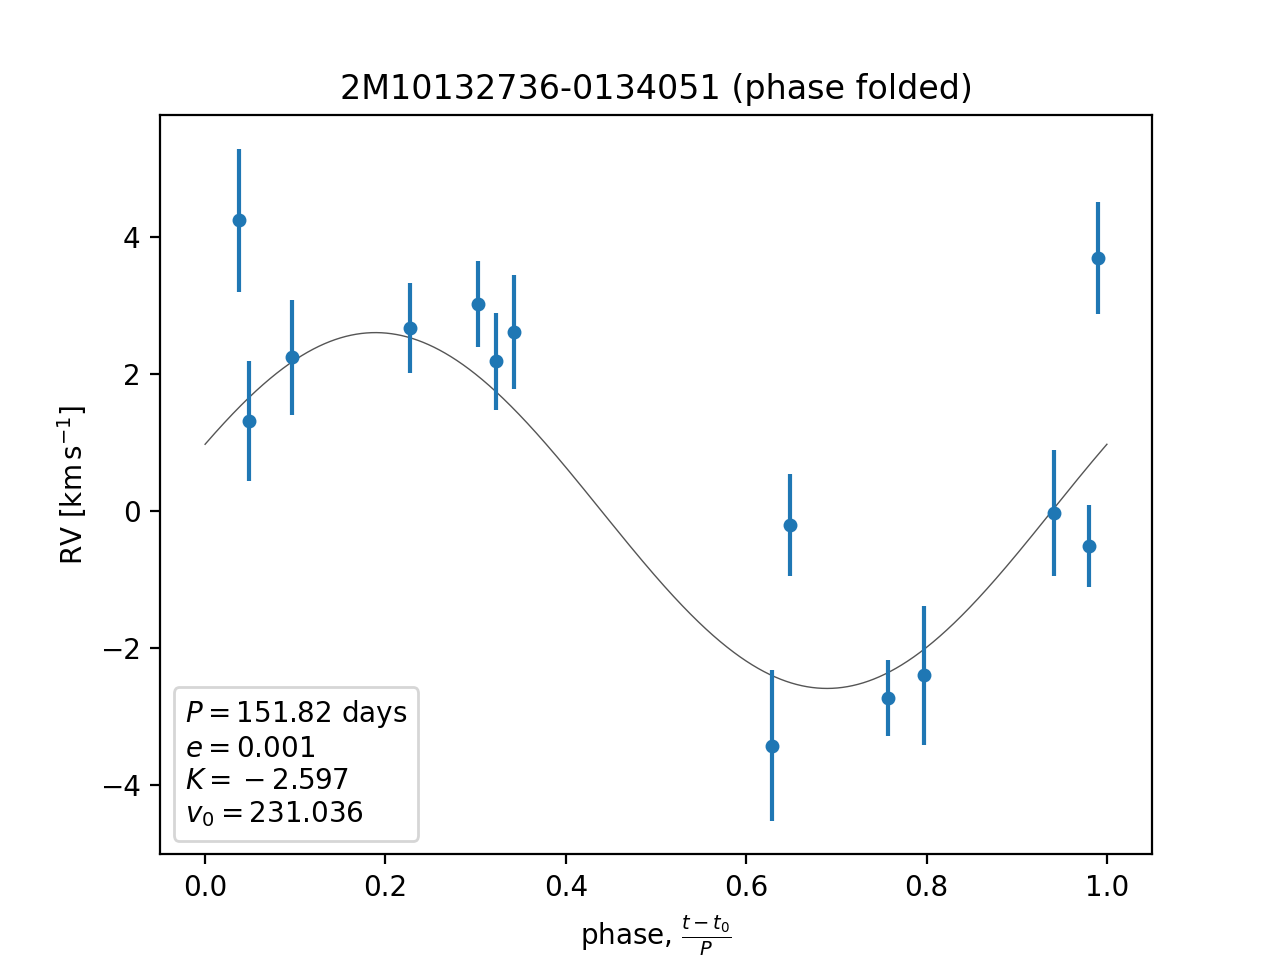 2M10132736-0134051 (phase folded)
RV [km s⁻¹]
4
2
0
−2
−4
P = 151.82 days
e = 0.001
K = −2.597
v₀ = 231.036
0.0 0.2 0.4 0.6 0.8 1.0
phase, (t − t₀)/P